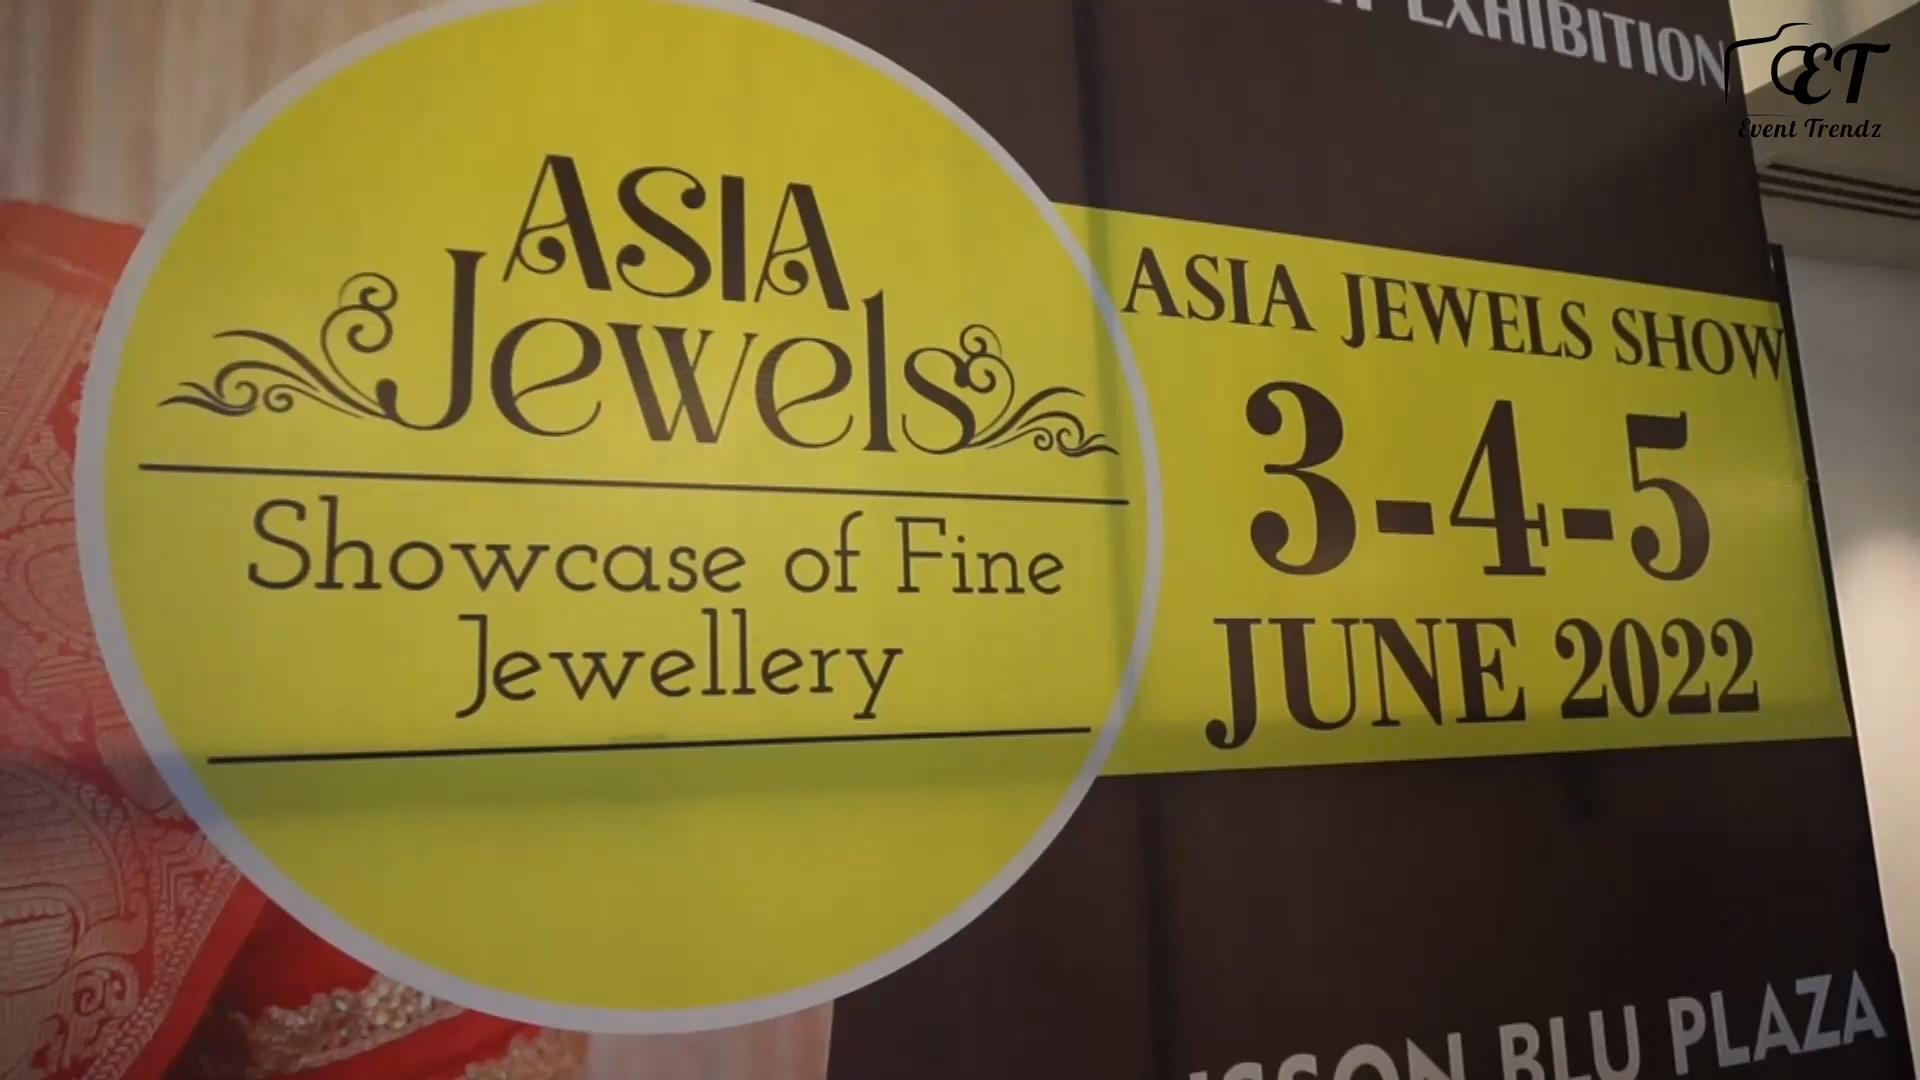 EXHIBITION
ET
Event Trendz
ASIA
Jewels
Showcase of Fine
Jewellery
ASIA JEWELS SHOW
3-4-5
JUNE 2022
BLU PLAZA